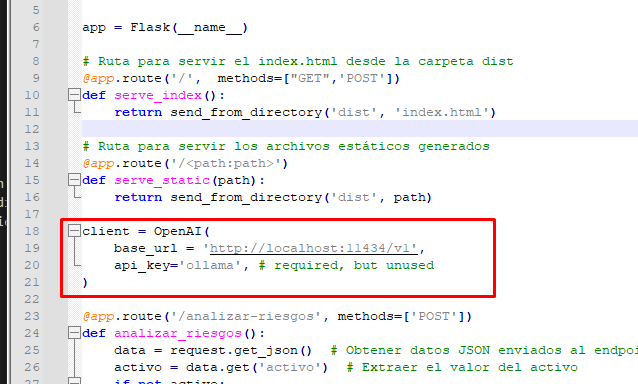 5
6 app = Flask(__name__)
7
8 # Ruta para servir el index.html desde la carpeta dist
9 @app.route('/',  methods=["GET",'POST'])
10 def serve_index():
11     return send_from_directory('dist', 'index.html')
12
13 # Ruta para servir los archivos estáticos generados
14 @app.route('/<path:path>')
15 def serve_static(path):
16     return send_from_directory('dist', path)
17
18 client = OpenAI(
19     base_url = 'http://localhost:11434/v1',
20     api_key='ollama', # required, but unused
21 )
22
23 @app.route('/analizar-riesgos', methods=['POST'])
24 def analizar_riesgos():
25     data = request.get_json()  # Obtener datos JSON enviados al endpoi
26     activo = data.get('activo')  # Extraer el valor del activo
27     if not activo: